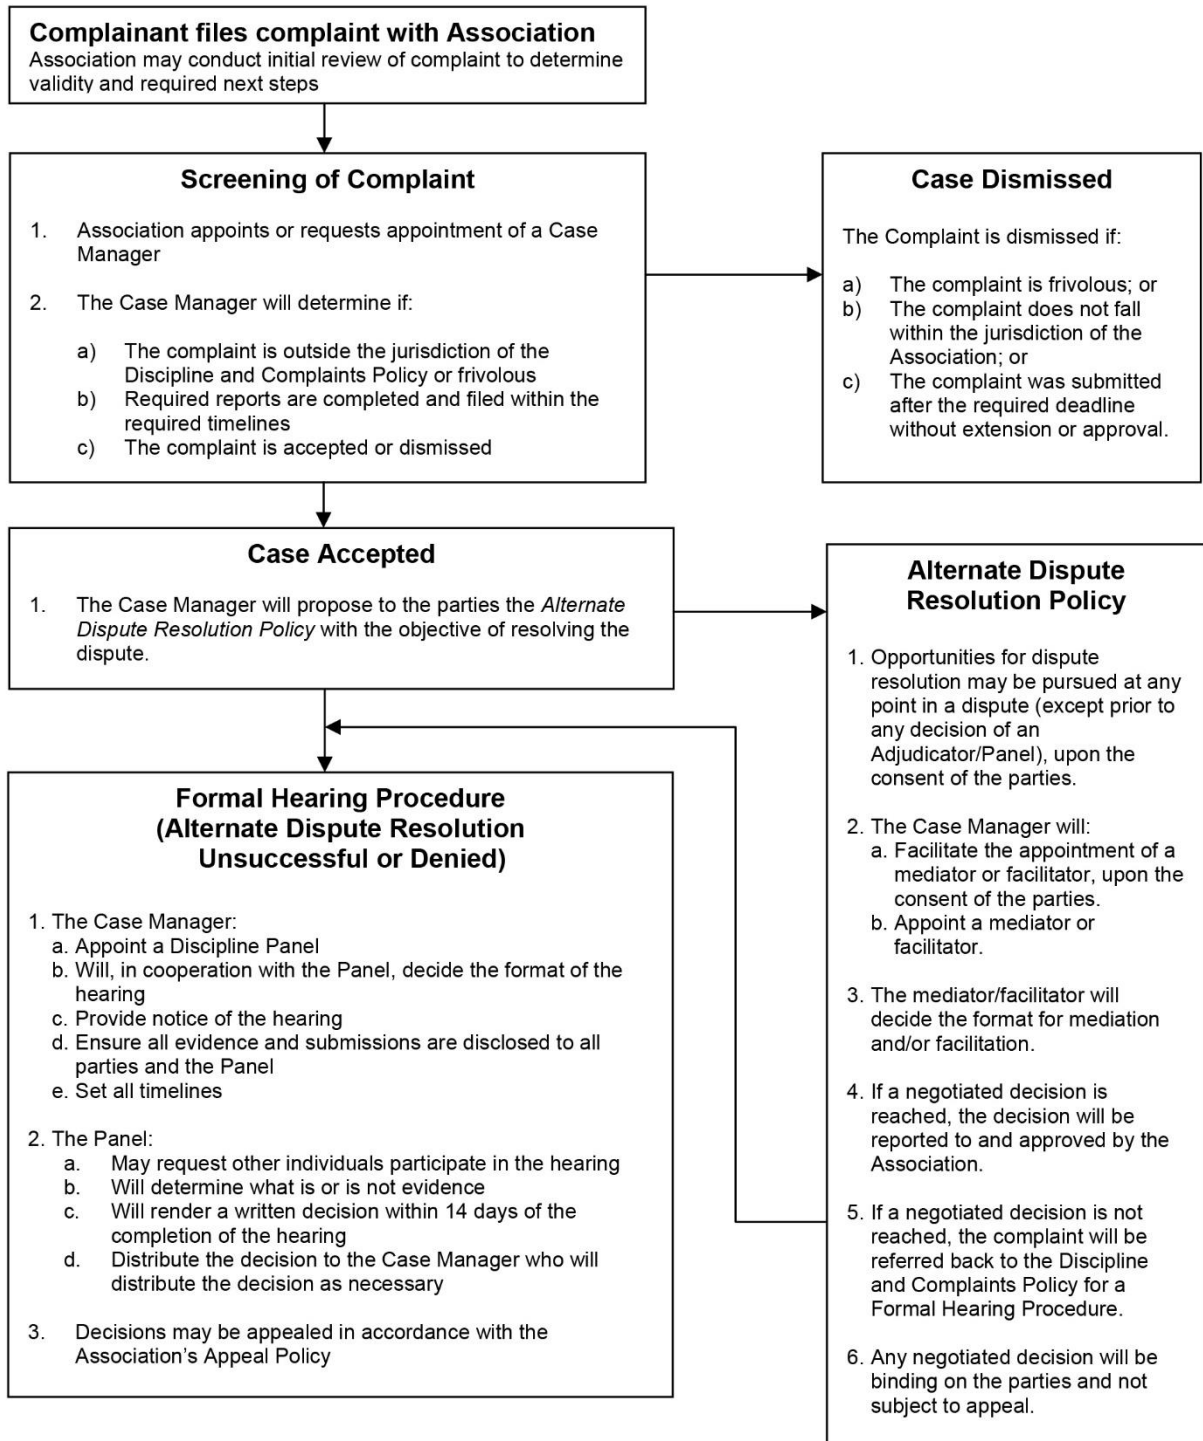 Complainant files complaint with Association
Association may conduct initial review of complaint to determine
validity and required next steps
Screening of Complaint
1. Association appoints or requests appointment of a Case
Manager
2. The Case Manager will determine if:
a) The complaint is outside the jurisdiction of the
Discipline and Complaints Policy or frivolous
b) Required reports are completed and filed within the
required timelines
c) The complaint is accepted or dismissed
Case Dismissed
The Complaint is dismissed if:
a) The complaint is frivolous; or
b) The complaint does not fall
within the jurisdiction of the
Association; or
c) The complaint was submitted
after the required deadline
without extension or approval.
Case Accepted
1. The Case Manager will propose to the parties the Alternate
Dispute Resolution Policy with the objective of resolving the
dispute.
Alternate Dispute
Resolution Policy
1. Opportunities for dispute
resolution may be pursued at any
point in a dispute (except prior to
any decision of an
Adjudicator/Panel), upon the
consent of the parties.
2. The Case Manager will:
a. Facilitate the appointment of a
mediator or facilitator, upon the
consent of the parties.
b. Appoint a mediator or
facilitator.
3. The mediator/facilitator will
decide the format for mediation
and/or facilitation.
4. If a negotiated decision is
reached, the decision will be
reported to and approved by the
Association.
5. If a negotiated decision is not
reached, the complaint will be
referred back to the Discipline
and Complaints Policy for a
Formal Hearing Procedure.
6. Any negotiated decision will be
binding on the parties and not
subject to appeal.
Formal Hearing Procedure
(Alternate Dispute Resolution
Unsuccessful or Denied)
1. The Case Manager:
a. Appoint a Discipline Panel
b. Will, in cooperation with the Panel, decide the format of the
hearing
c. Provide notice of the hearing
d. Ensure all evidence and submissions are disclosed to all
parties and the Panel
e. Set all timelines
2. The Panel:
a. May request other individuals participate in the hearing
b. Will determine what is or is not evidence
c. Will render a written decision within 14 days of the
completion of the hearing
d. Distribute the decision to the Case Manager who will
distribute the decision as necessary
3. Decisions may be appealed in accordance with the
Association's Appeal Policy